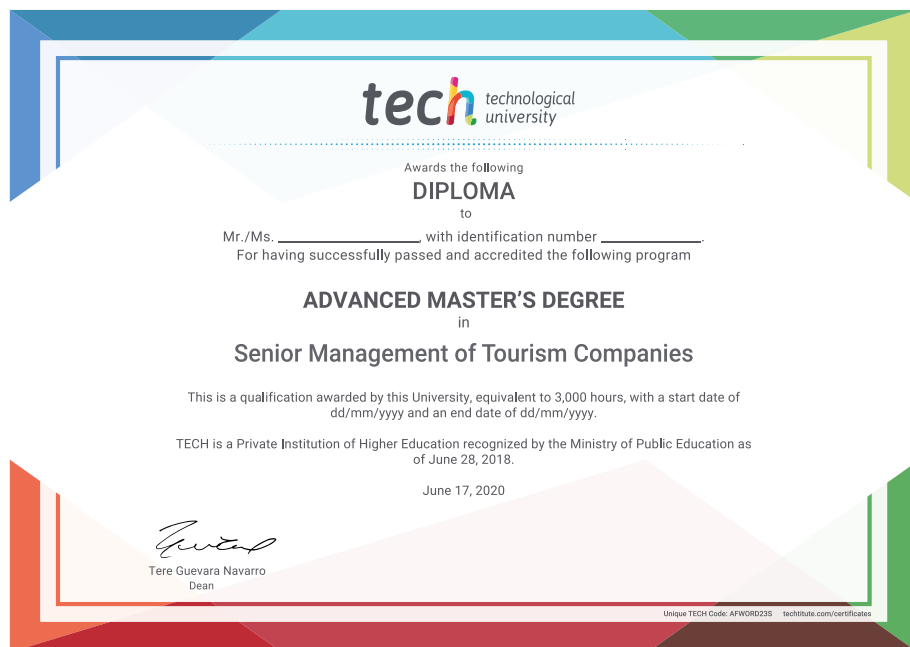 tech technological
university
Awards the following
DIPLOMA
to
Mr./Ms. ____________________, with identification number ______________.
For having successfully passed and accredited the following program
ADVANCED MASTER’S DEGREE
in
Senior Management of Tourism Companies
This is a qualification awarded by this University, equivalent to 3,000 hours, with a start date of
dd/mm/yyyy and an end date of dd/mm/yyyy.
TECH is a Private Institution of Higher Education recognized by the Ministry of Public Education as
of June 28, 2018.
June 17, 2020
Tere Guevara Navarro
Dean
Unique TECH Code: AFWORD23S techtitute.com/certificates